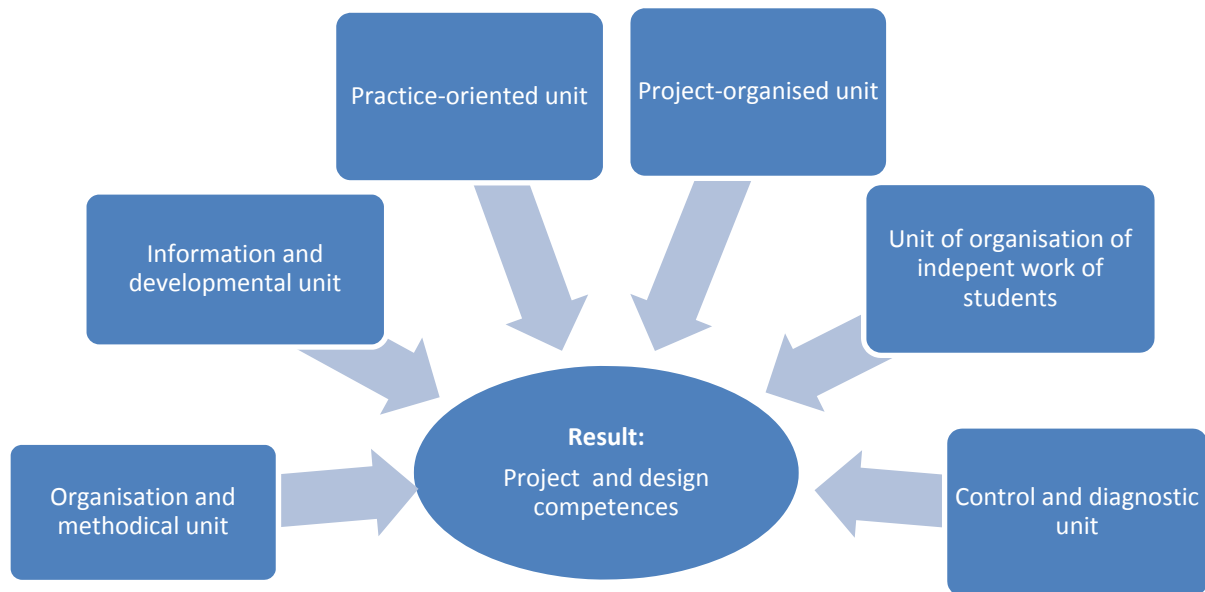 Practice-oriented unit
Project-organised unit
Information and
developmental unit
Unit of organisation of
indepent work of
students
Organisation and
methodical unit
Result:
Project and design
competences
Control and diagnostic
unit